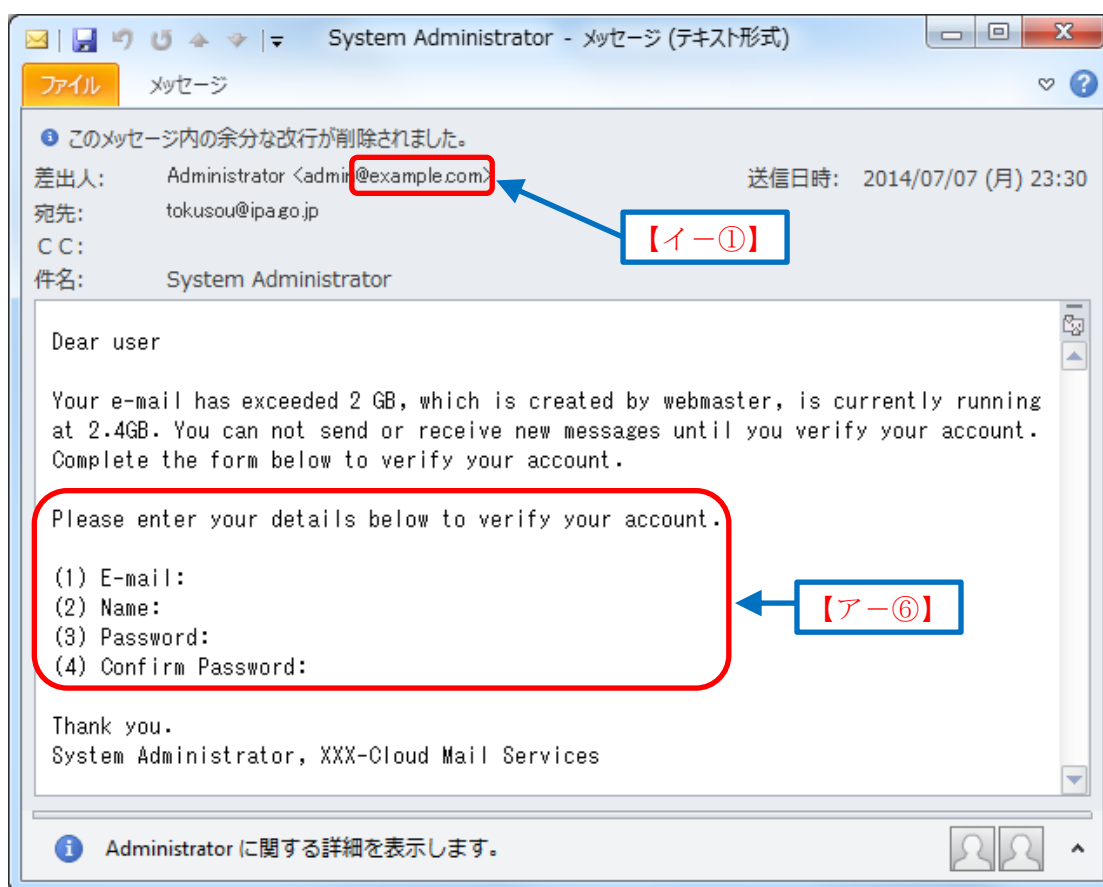 System Administrator - メッセージ (テキスト形式)
ファイル メッセージ
このメッセージ内の余分な改行が削除されました。
差出人: Administrator <admin@example.com> 送信日時: 2014/07/07 (月) 23:30
宛先: tokusou@ipa.go.jp
【イ－①】
ＣＣ:
件名: System Administrator
Dear user
Your e-mail has exceeded 2 GB, which is created by webmaster, is currently running
at 2.4GB. You can not send or receive new messages until you verify your account.
Complete the form below to verify your account.
Please enter your details below to verify your account.
(1) E-mail:
(2) Name:
【ア－⑥】
(3) Password:
(4) Confirm Password:
Thank you.
System Administrator, XXX-Cloud Mail Services
Administrator に関する詳細を表示します。